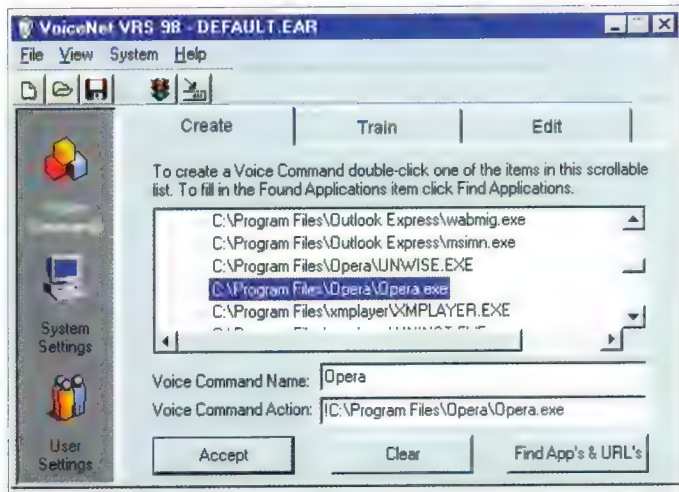 VoiceNet VRS 98 - DEFAULT.EAR
File View System Help
Create Train Edit
To create a Voice Command double-click one of the items in this scrollable
list. To fill in the Found Applications item click Find Applications.
C:\Program Files\Outlook Express\wabmig.exe
C:\Program Files\Outlook Express\msimn.exe
C:\Program Files\Opera\UNWISE.EXE
C:\Program Files\Opera\Opera.exe
C:\Program Files\xmplayer\XMPLAYER.EXE
System
Settings
Voice Command Name: Opera
Voice Command Action: !C:\Program Files\Opera\Opera.exe
User
Settings
Accept Clear Find App's & URL's